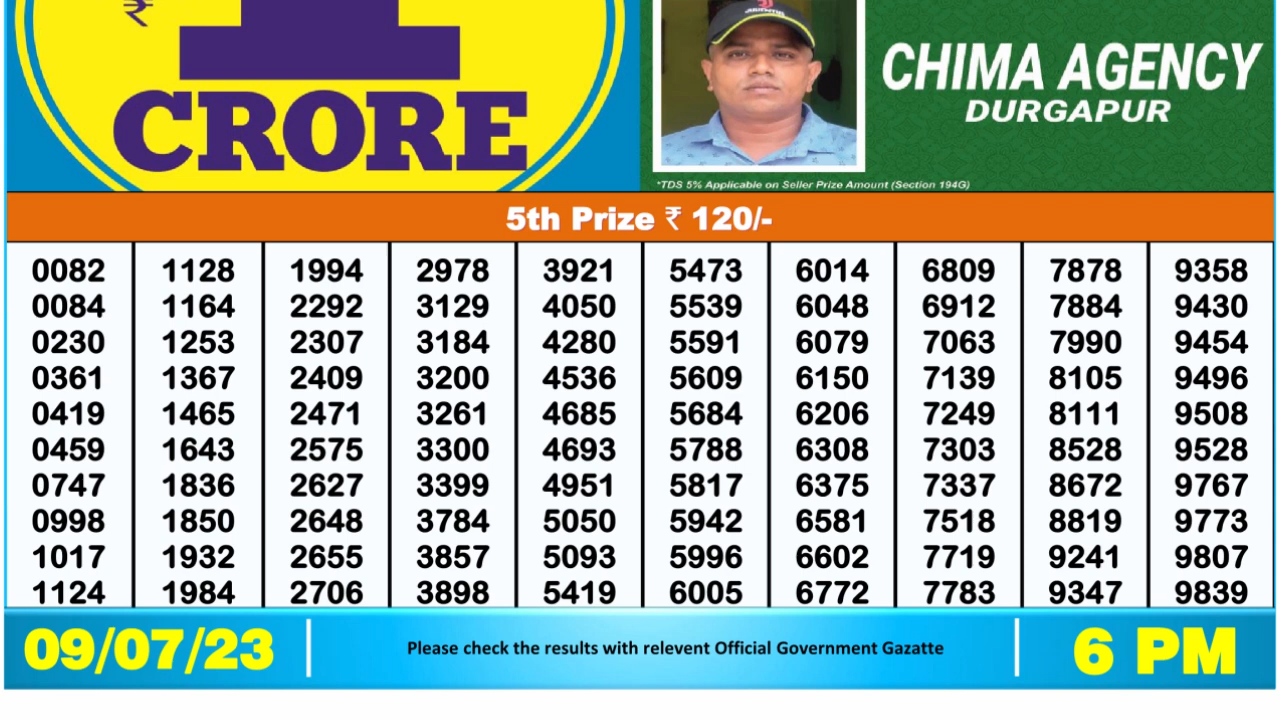 ₹
1
CRORE
CHIMA AGENCY
DURGAPUR
*TDS 5% Applicable on Seller Prize Amount (Section 194G)
5th Prize ₹ 120/-
0082 1128 1994 2978 3921 5473 6014 6809 7878 9358
0084 1164 2292 3129 4050 5539 6048 6912 7884 9430
0230 1253 2307 3184 4280 5591 6079 7063 7990 9454
0361 1367 2409 3200 4536 5609 6150 7139 8105 9496
0419 1465 2471 3261 4685 5684 6206 7249 8111 9508
0459 1643 2575 3300 4693 5788 6308 7303 8528 9528
0747 1836 2627 3399 4951 5817 6375 7337 8672 9767
0998 1850 2648 3784 5050 5942 6581 7518 8819 9773
1017 1932 2655 3857 5093 5996 6602 7719 9241 9807
1124 1984 2706 3898 5419 6005 6772 7783 9347 9839
09/07/23
Please check the results with relevent Official Government Gazatte
6 PM